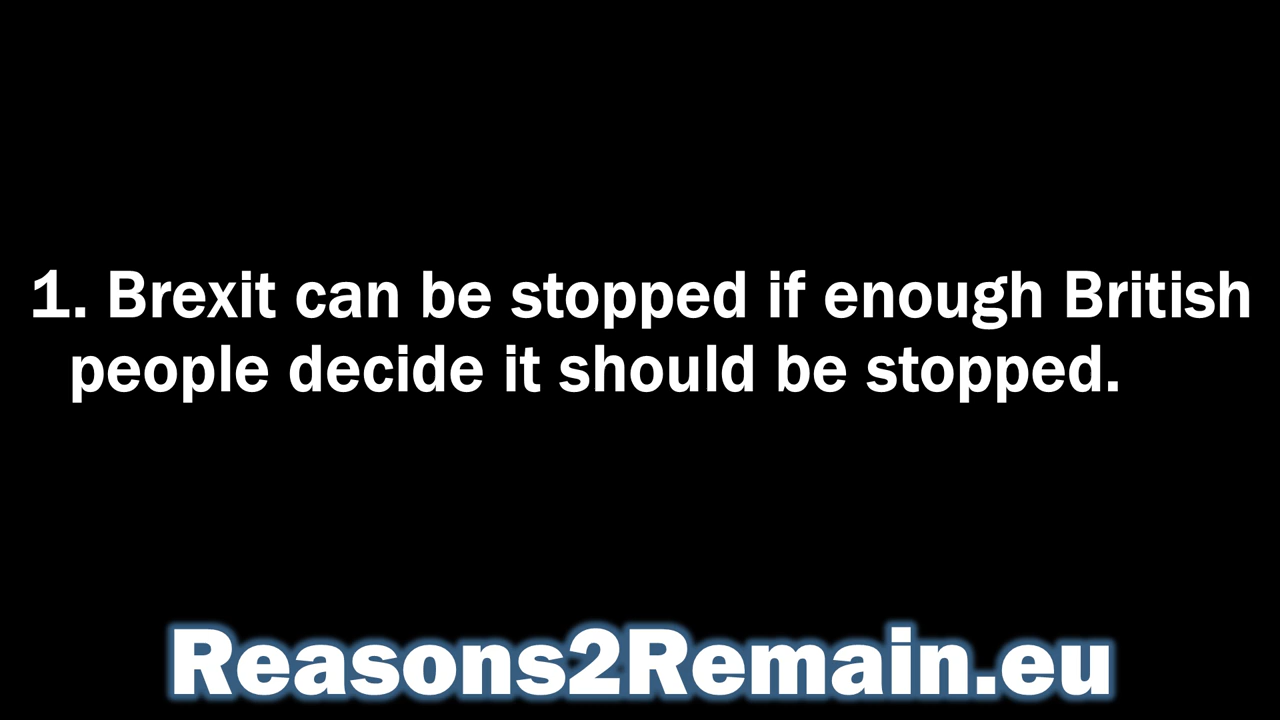 1. Brexit can be stopped if enough British
people decide it should be stopped.
Reasons2Remain.eu